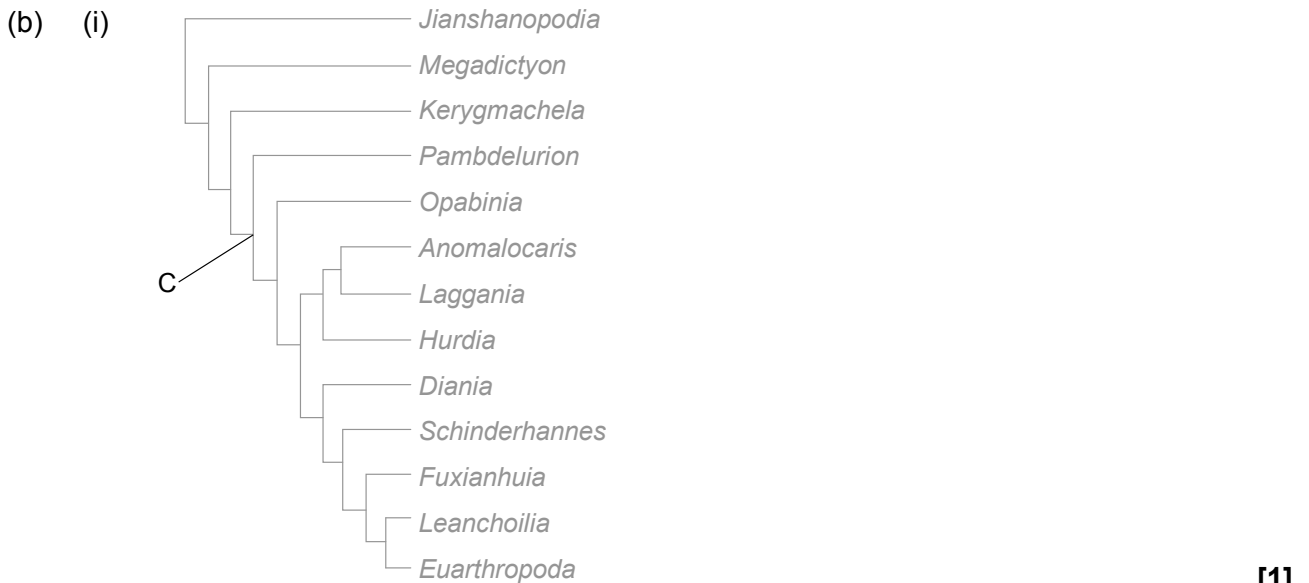 (b) (i) Jianshanopodia
Megadictyon
Kerygmachela
Pambdelurion
Opabinia
Anomalocaris
C
Laggania
Hurdia
Diania
Schinderhannes
Fuxianhuia
Leanchoilia
Euarthropoda
[1]